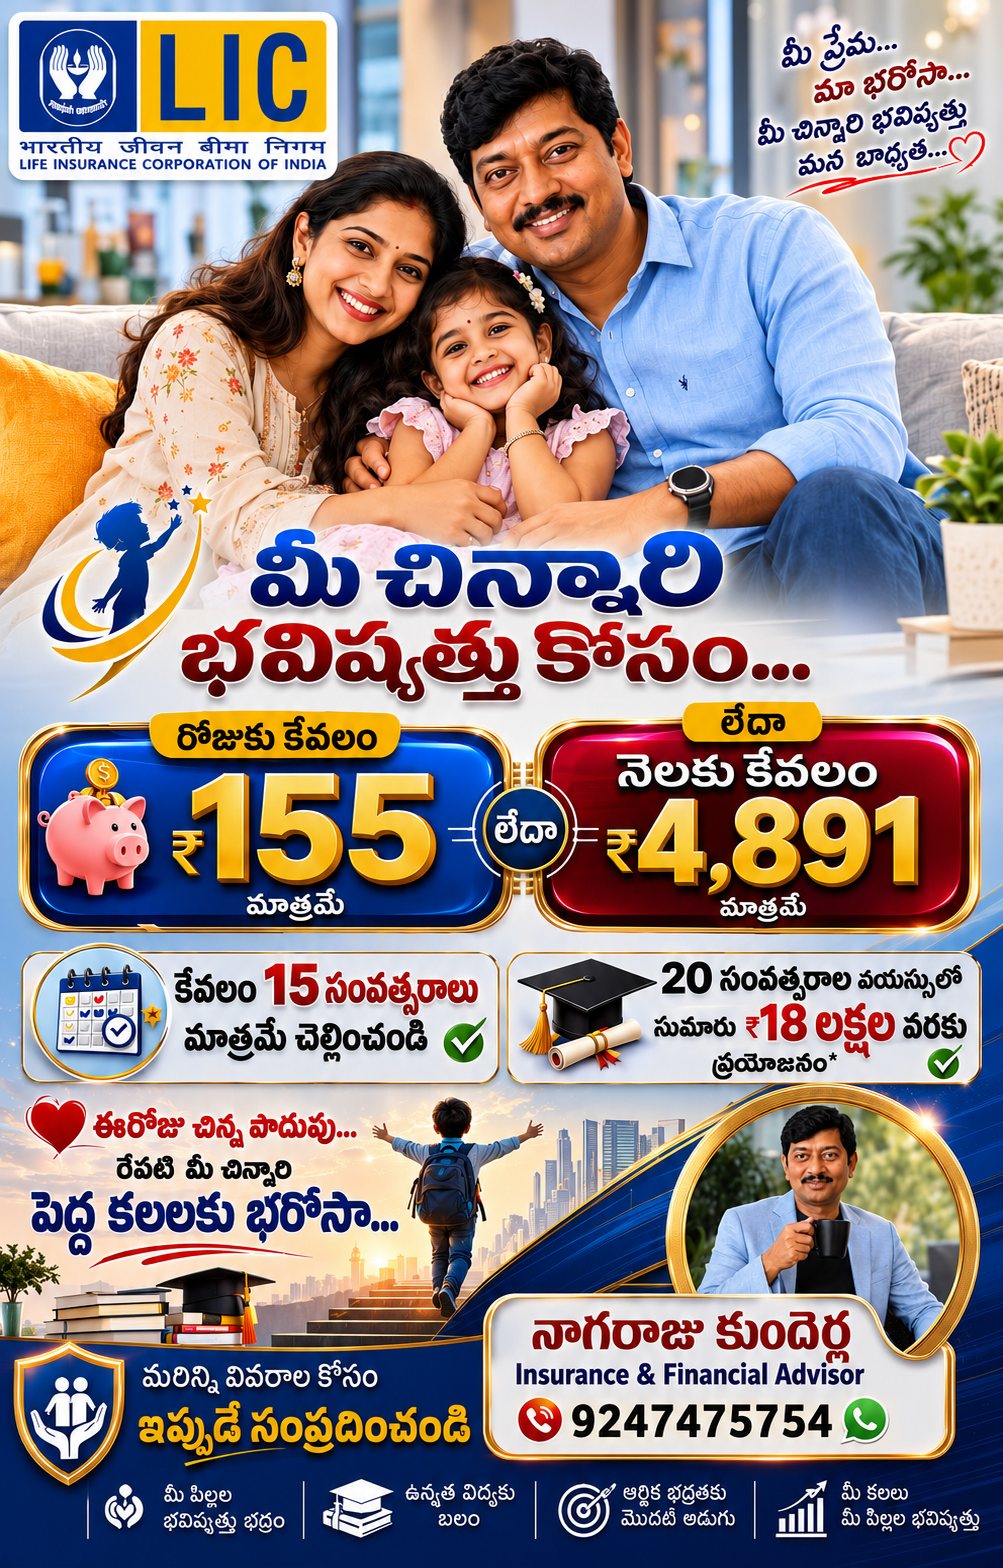 LIC
भारतीय जीवन बीमा निगम
LIFE INSURANCE CORPORATION OF INDIA
మీ ప్రేమ...
మా భరోసా...
మీ చిన్నారి భవిష్యత్తు
మన బాధ్యత...
మీ చిన్నారి
భవిష్యత్తు కోసం...
రోజుకు కేవలం
₹155
మాత్రమే
లేదా
లేదా
నెలకు కేవలం
₹4,891
మాత్రమే
కేవలం 15 సంవత్సరాలు
మాత్రమే చెల్లించండి
20 సంవత్సరాల వయస్సులో
సుమారు ₹18 లక్షల వరకు
ప్రయోజనం*
ఈరోజు చిన్న పొదుపు...
రేపటి మీ చిన్నారి
పెద్ద కలలకు భరోసా...
నాగరాజు కుందెర్ల
Insurance & Financial Advisor
9247475754
మరిన్ని వివరాల కోసం
ఇప్పుడే సంప్రదించండి
మీ పిల్లల
భవిష్యత్తు భద్రం
ఉన్నత విద్యకు
బలం
ఆర్థిక భద్రతకు
మొదటి అడుగు
మీ కలలు
మీ పిల్లల భవిష్యత్తు